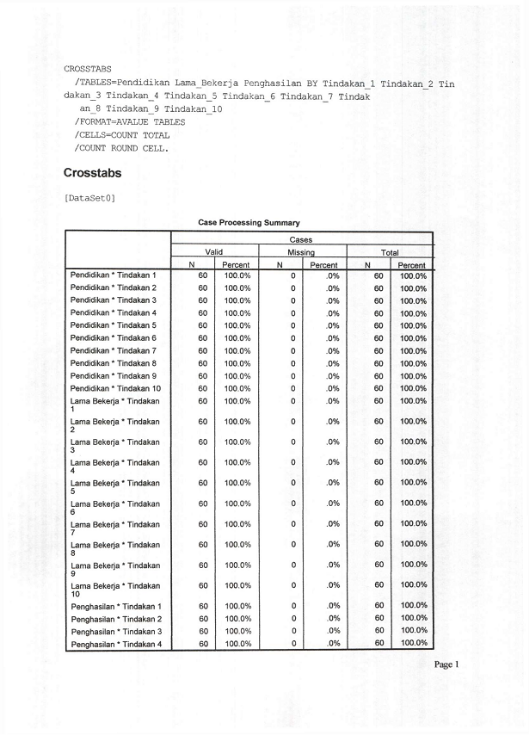 CROSSTABS
/TABLES=Pendidikan Lama_Bekerja Penghasilan BY Tindakan_1 Tindakan_2 Tin
dakan_3 Tindakan_4 Tindakan_5 Tindakan_6 Tindakan_7 Tindak
an_8 Tindakan_9 Tindakan_10
/FORMAT=AVALUE TABLES
/CELLS=COUNT TOTAL
/COUNT ROUND CELL.
Crosstabs
[DataSet0]
Case Processing Summary
Cases
Valid Missing Total
N Percent N Percent N Percent
Pendidikan * Tindakan 1 60 100.0% 0 .0% 60 100.0%
Pendidikan * Tindakan 2 60 100.0% 0 .0% 60 100.0%
Pendidikan * Tindakan 3 60 100.0% 0 .0% 60 100.0%
Pendidikan * Tindakan 4 60 100.0% 0 .0% 60 100.0%
Pendidikan * Tindakan 5 60 100.0% 0 .0% 60 100.0%
Pendidikan * Tindakan 6 60 100.0% 0 .0% 60 100.0%
Pendidikan * Tindakan 7 60 100.0% 0 .0% 60 100.0%
Pendidikan * Tindakan 8 60 100.0% 0 .0% 60 100.0%
Pendidikan * Tindakan 9 60 100.0% 0 .0% 60 100.0%
Pendidikan * Tindakan 10 60 100.0% 0 .0% 60 100.0%
Lama Bekerja * Tindakan 60 100.0% 0 .0% 60 100.0%
1
Lama Bekerja * Tindakan 60 100.0% 0 .0% 60 100.0%
2
Lama Bekerja * Tindakan 60 100.0% 0 .0% 60 100.0%
3
Lama Bekerja * Tindakan 60 100.0% 0 .0% 60 100.0%
4
Lama Bekerja * Tindakan 60 100.0% 0 .0% 60 100.0%
5
Lama Bekerja * Tindakan 60 100.0% 0 .0% 60 100.0%
6
Lama Bekerja * Tindakan 60 100.0% 0 .0% 60 100.0%
7
Lama Bekerja * Tindakan 60 100.0% 0 .0% 60 100.0%
8
Lama Bekerja * Tindakan 60 100.0% 0 .0% 60 100.0%
9
Lama Bekerja * Tindakan 60 100.0% 0 .0% 60 100.0%
10
Penghasilan * Tindakan 1 60 100.0% 0 .0% 60 100.0%
Penghasilan * Tindakan 2 60 100.0% 0 .0% 60 100.0%
Penghasilan * Tindakan 3 60 100.0% 0 .0% 60 100.0%
Penghasilan * Tindakan 4 60 100.0% 0 .0% 60 100.0%
Page 1